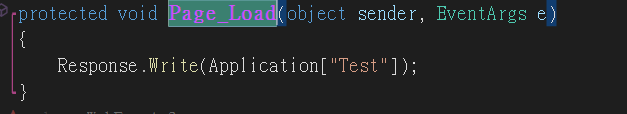 protected void Page_Load(object sender, EventArgs e)
{
Response.Write(Application["Test"]);
}